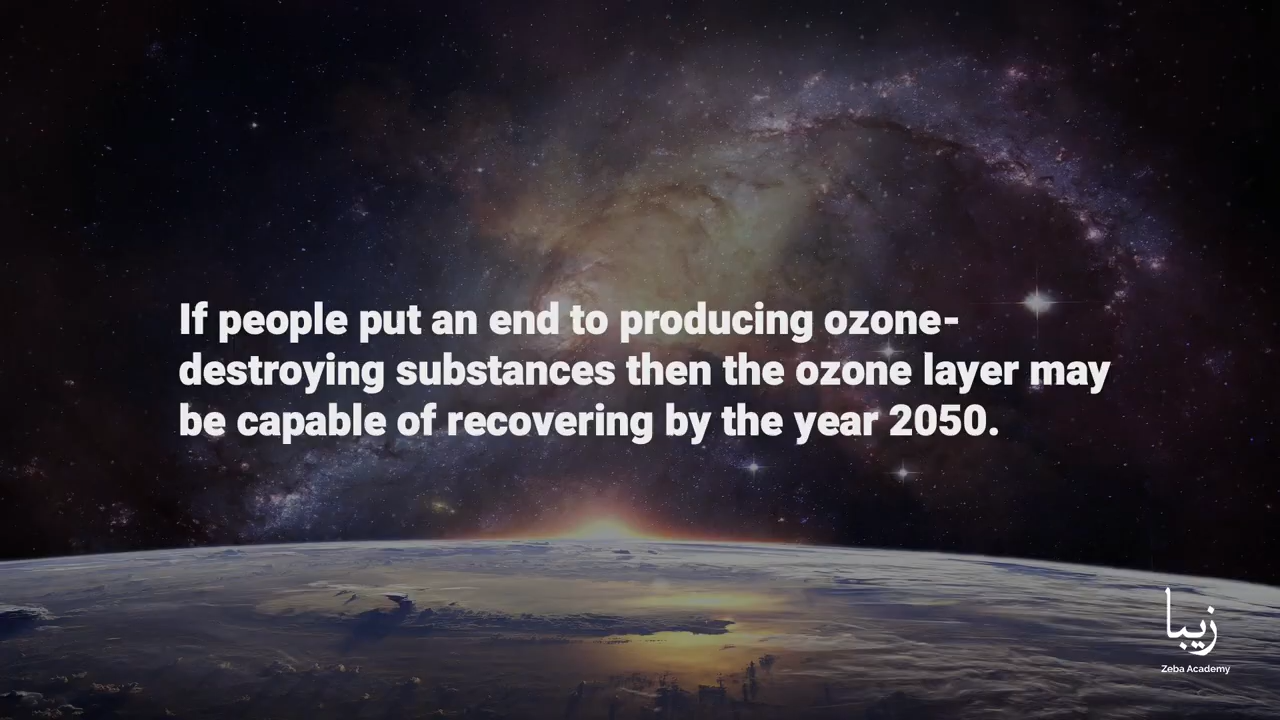 If people put an end to producing ozone-
destroying substances then the ozone layer may
be capable of recovering by the year 2050.
زيبا
Zeba Academy